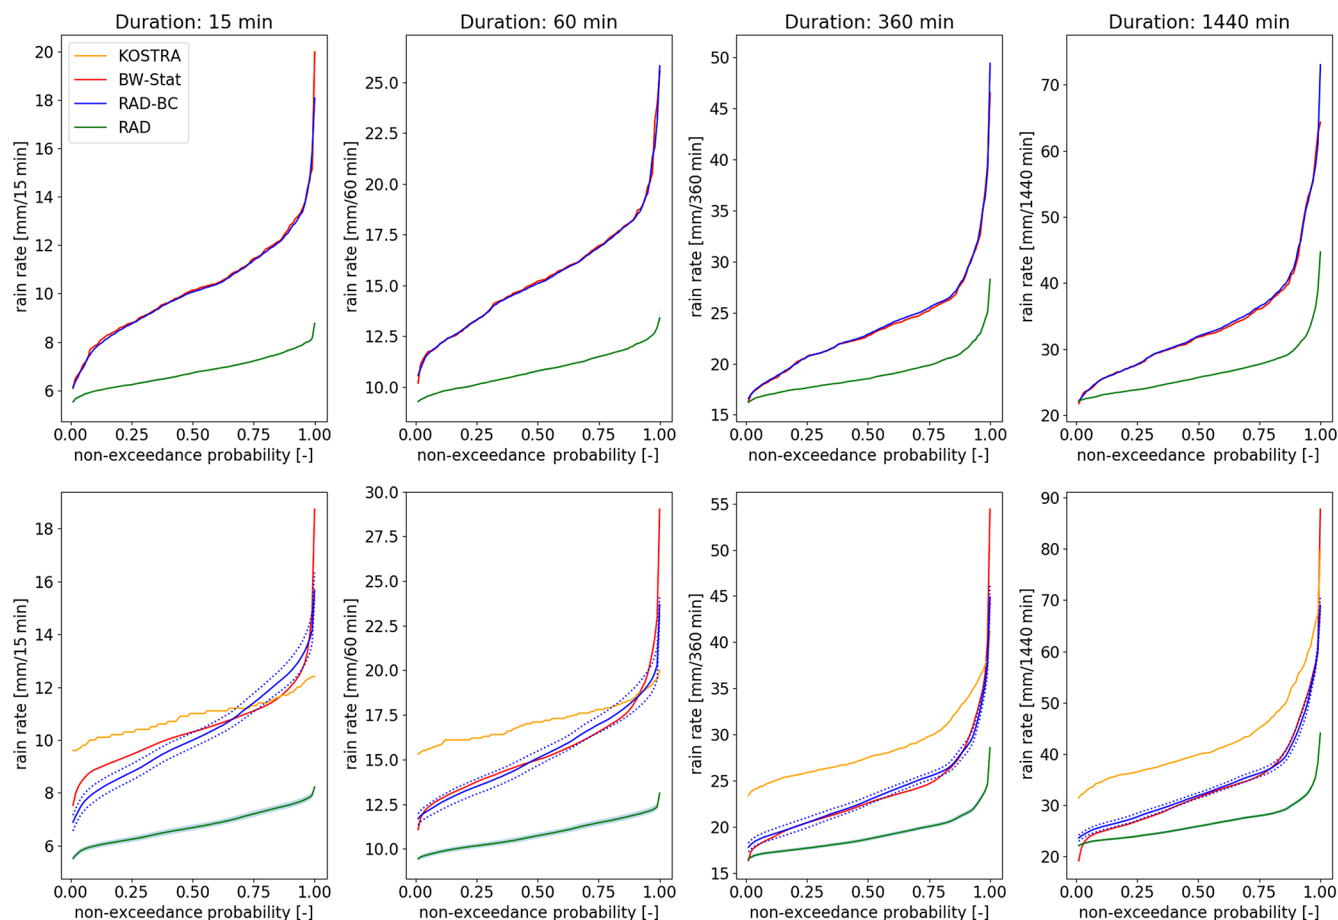 Duration: 15 min
Duration: 60 min
Duration: 360 min
Duration: 1440 min
rain rate [mm/15 min]
20
18
16
14
12
10
8
6
KOSTRA
BW-Stat
RAD-BC
RAD
0.00 0.25 0.50 0.75 1.00
non-exceedance probability [-]
rain rate [mm/60 min]
25.0
22.5
20.0
17.5
15.0
12.5
10.0
0.00 0.25 0.50 0.75 1.00
non-exceedance probability [-]
rain rate [mm/360 min]
50
45
40
35
30
25
20
15
0.00 0.25 0.50 0.75 1.00
non-exceedance probability [-]
rain rate [mm/1440 min]
70
60
50
40
30
20
0.00 0.25 0.50 0.75 1.00
non-exceedance probability [-]
rain rate [mm/15 min]
18
16
14
12
10
8
6
0.00 0.25 0.50 0.75 1.00
non-exceedance probability [-]
rain rate [mm/60 min]
30.0
27.5
25.0
22.5
20.0
17.5
15.0
12.5
10.0
0.00 0.25 0.50 0.75 1.00
non-exceedance probability [-]
rain rate [mm/360 min]
55
50
45
40
35
30
25
20
15
0.00 0.25 0.50 0.75 1.00
non-exceedance probability [-]
rain rate [mm/1440 min]
90
80
70
60
50
40
30
20
0.00 0.25 0.50 0.75 1.00
non-exceedance probability [-]